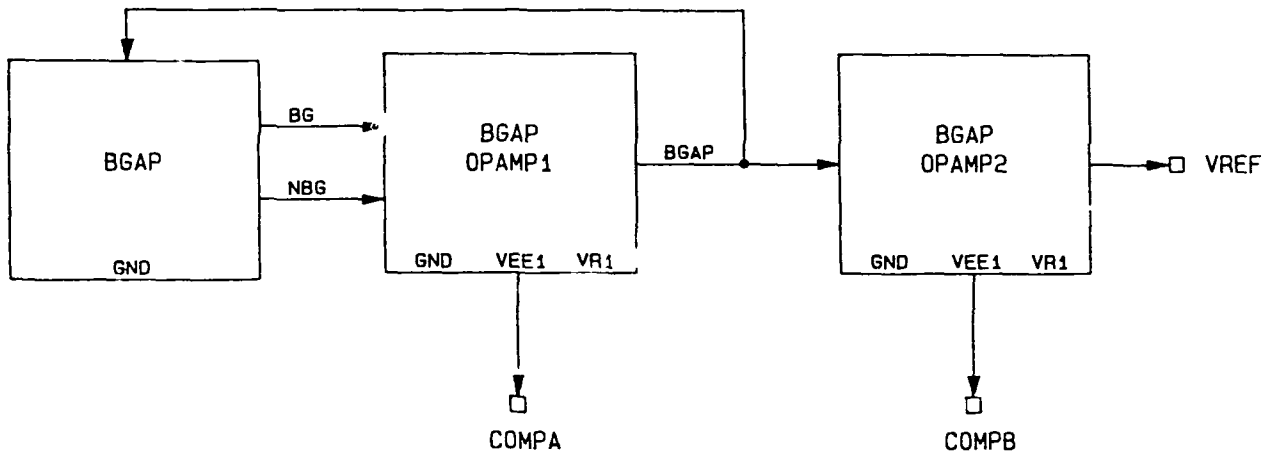 BGAP
GND
BG
NBG
BGAP
OPAMP1
GND VEE1 VR1
COMPA
BGAP
BGAP
OPAMP2
GND VEE1 VR1
COMPB
VREF